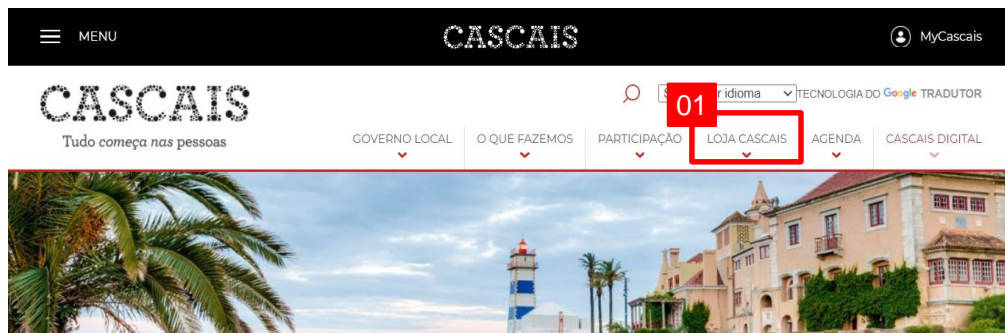 MENU
CASCAIS
MyCascais
CASCAIS
Tudo começa nas pessoas
01
r idioma
TECNOLOGIA DO Google TRADUTOR
GOVERNO LOCAL
O QUE FAZEMOS
PARTICIPAÇÃO
LOJA CASCAIS
AGENDA
CASCAIS DIGITAL